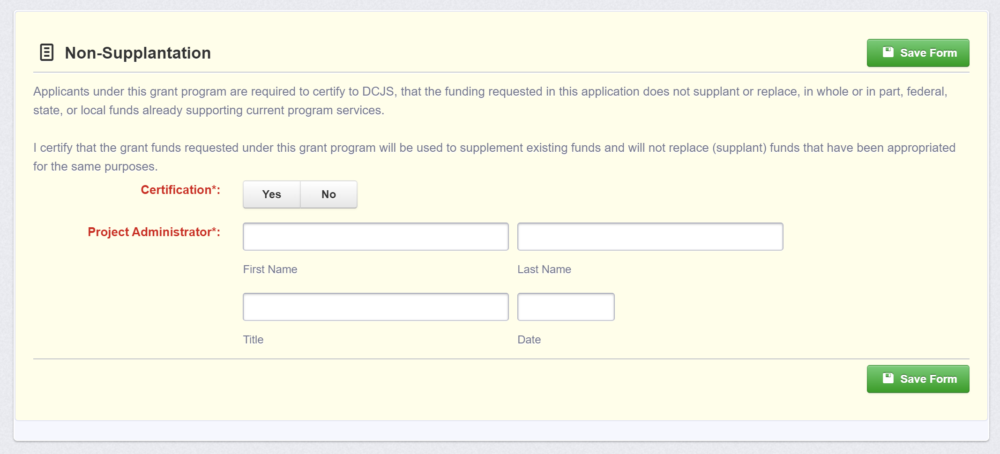 Non-Supplantation
Save Form
Applicants under this grant program are required to certify to DCJS, that the funding requested in this application does not supplant or replace, in whole or in part, federal,
state, or local funds already supporting current program services.
I certify that the grant funds requested under this grant program will be used to supplement existing funds and will not replace (supplant) funds that have been appropriated
for the same purposes.
Certification*:
Yes No
Project Administrator*:
First Name Last Name
Title Date
Save Form